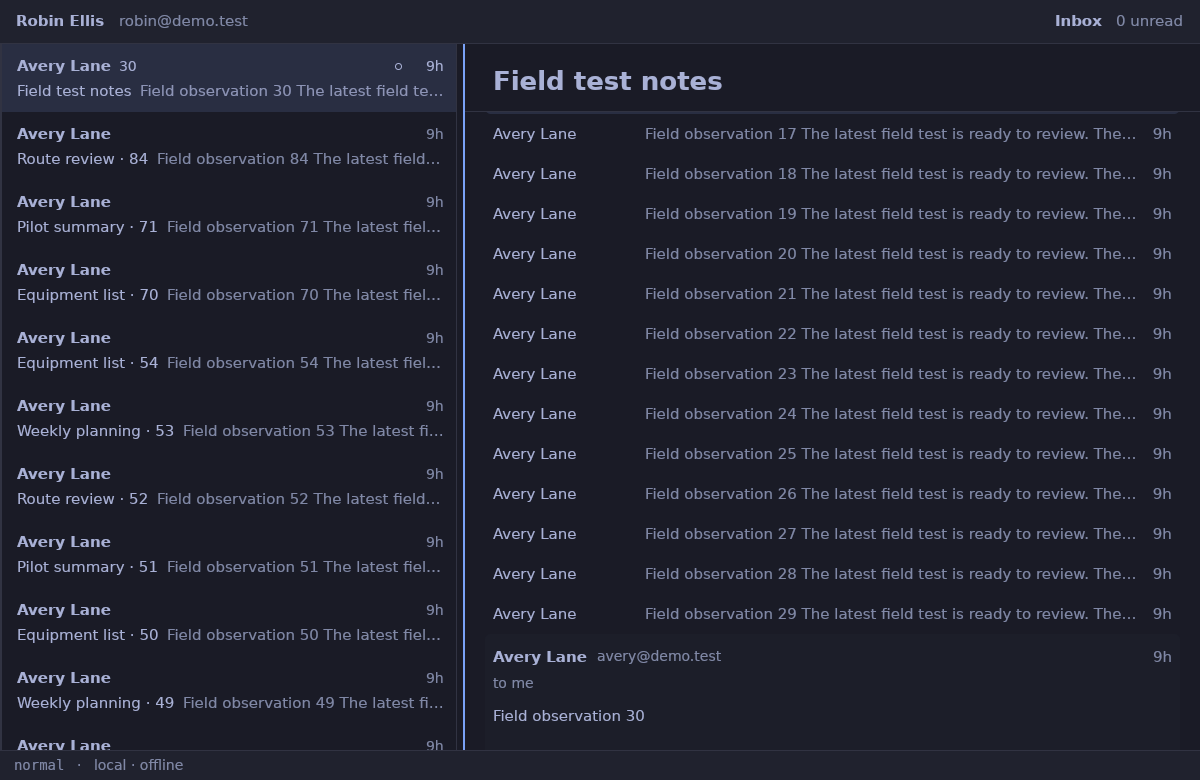 Robin Ellis robin@demo.test Inbox 0 unread
Avery Lane 30 9h
Field test notes Field observation 30 The latest field te…
Avery Lane 9h
Route review · 84 Field observation 84 The latest field…
Avery Lane 9h
Pilot summary · 71 Field observation 71 The latest fiel…
Avery Lane 9h
Equipment list · 70 Field observation 70 The latest fiel…
Avery Lane 9h
Equipment list · 54 Field observation 54 The latest fiel…
Avery Lane 9h
Weekly planning · 53 Field observation 53 The latest fi…
Avery Lane 9h
Route review · 52 Field observation 52 The latest field…
Avery Lane 9h
Pilot summary · 51 Field observation 51 The latest fiel…
Avery Lane 9h
Equipment list · 50 Field observation 50 The latest fiel…
Avery Lane 9h
Weekly planning · 49 Field observation 49 The latest fi…
Avery Lane 9h
Field test notes
Avery Lane Field observation 17 The latest field test is ready to review. The… 9h
Avery Lane Field observation 18 The latest field test is ready to review. The… 9h
Avery Lane Field observation 19 The latest field test is ready to review. The… 9h
Avery Lane Field observation 20 The latest field test is ready to review. The… 9h
Avery Lane Field observation 21 The latest field test is ready to review. The… 9h
Avery Lane Field observation 22 The latest field test is ready to review. The… 9h
Avery Lane Field observation 23 The latest field test is ready to review. The… 9h
Avery Lane Field observation 24 The latest field test is ready to review. The… 9h
Avery Lane Field observation 25 The latest field test is ready to review. The… 9h
Avery Lane Field observation 26 The latest field test is ready to review. The… 9h
Avery Lane Field observation 27 The latest field test is ready to review. The… 9h
Avery Lane Field observation 28 The latest field test is ready to review. The… 9h
Avery Lane Field observation 29 The latest field test is ready to review. The… 9h
Avery Lane avery@demo.test 9h
to me
Field observation 30
normal · local · offline